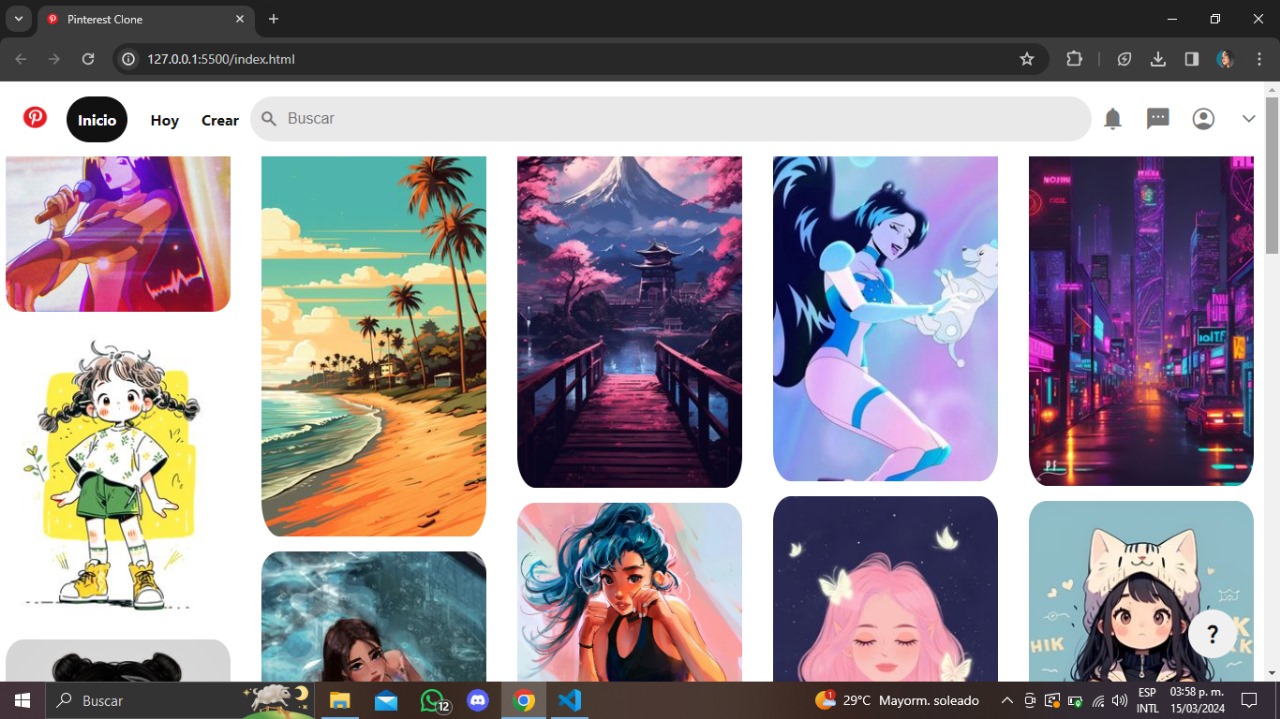 Pinterest Clone
127.0.0.1:5500/index.html
Inicio
Hoy
Crear
Buscar
?
Buscar
12
1
29°C Mayorm. soleado
ESP
INTL
03:58 p. m.
15/03/2024